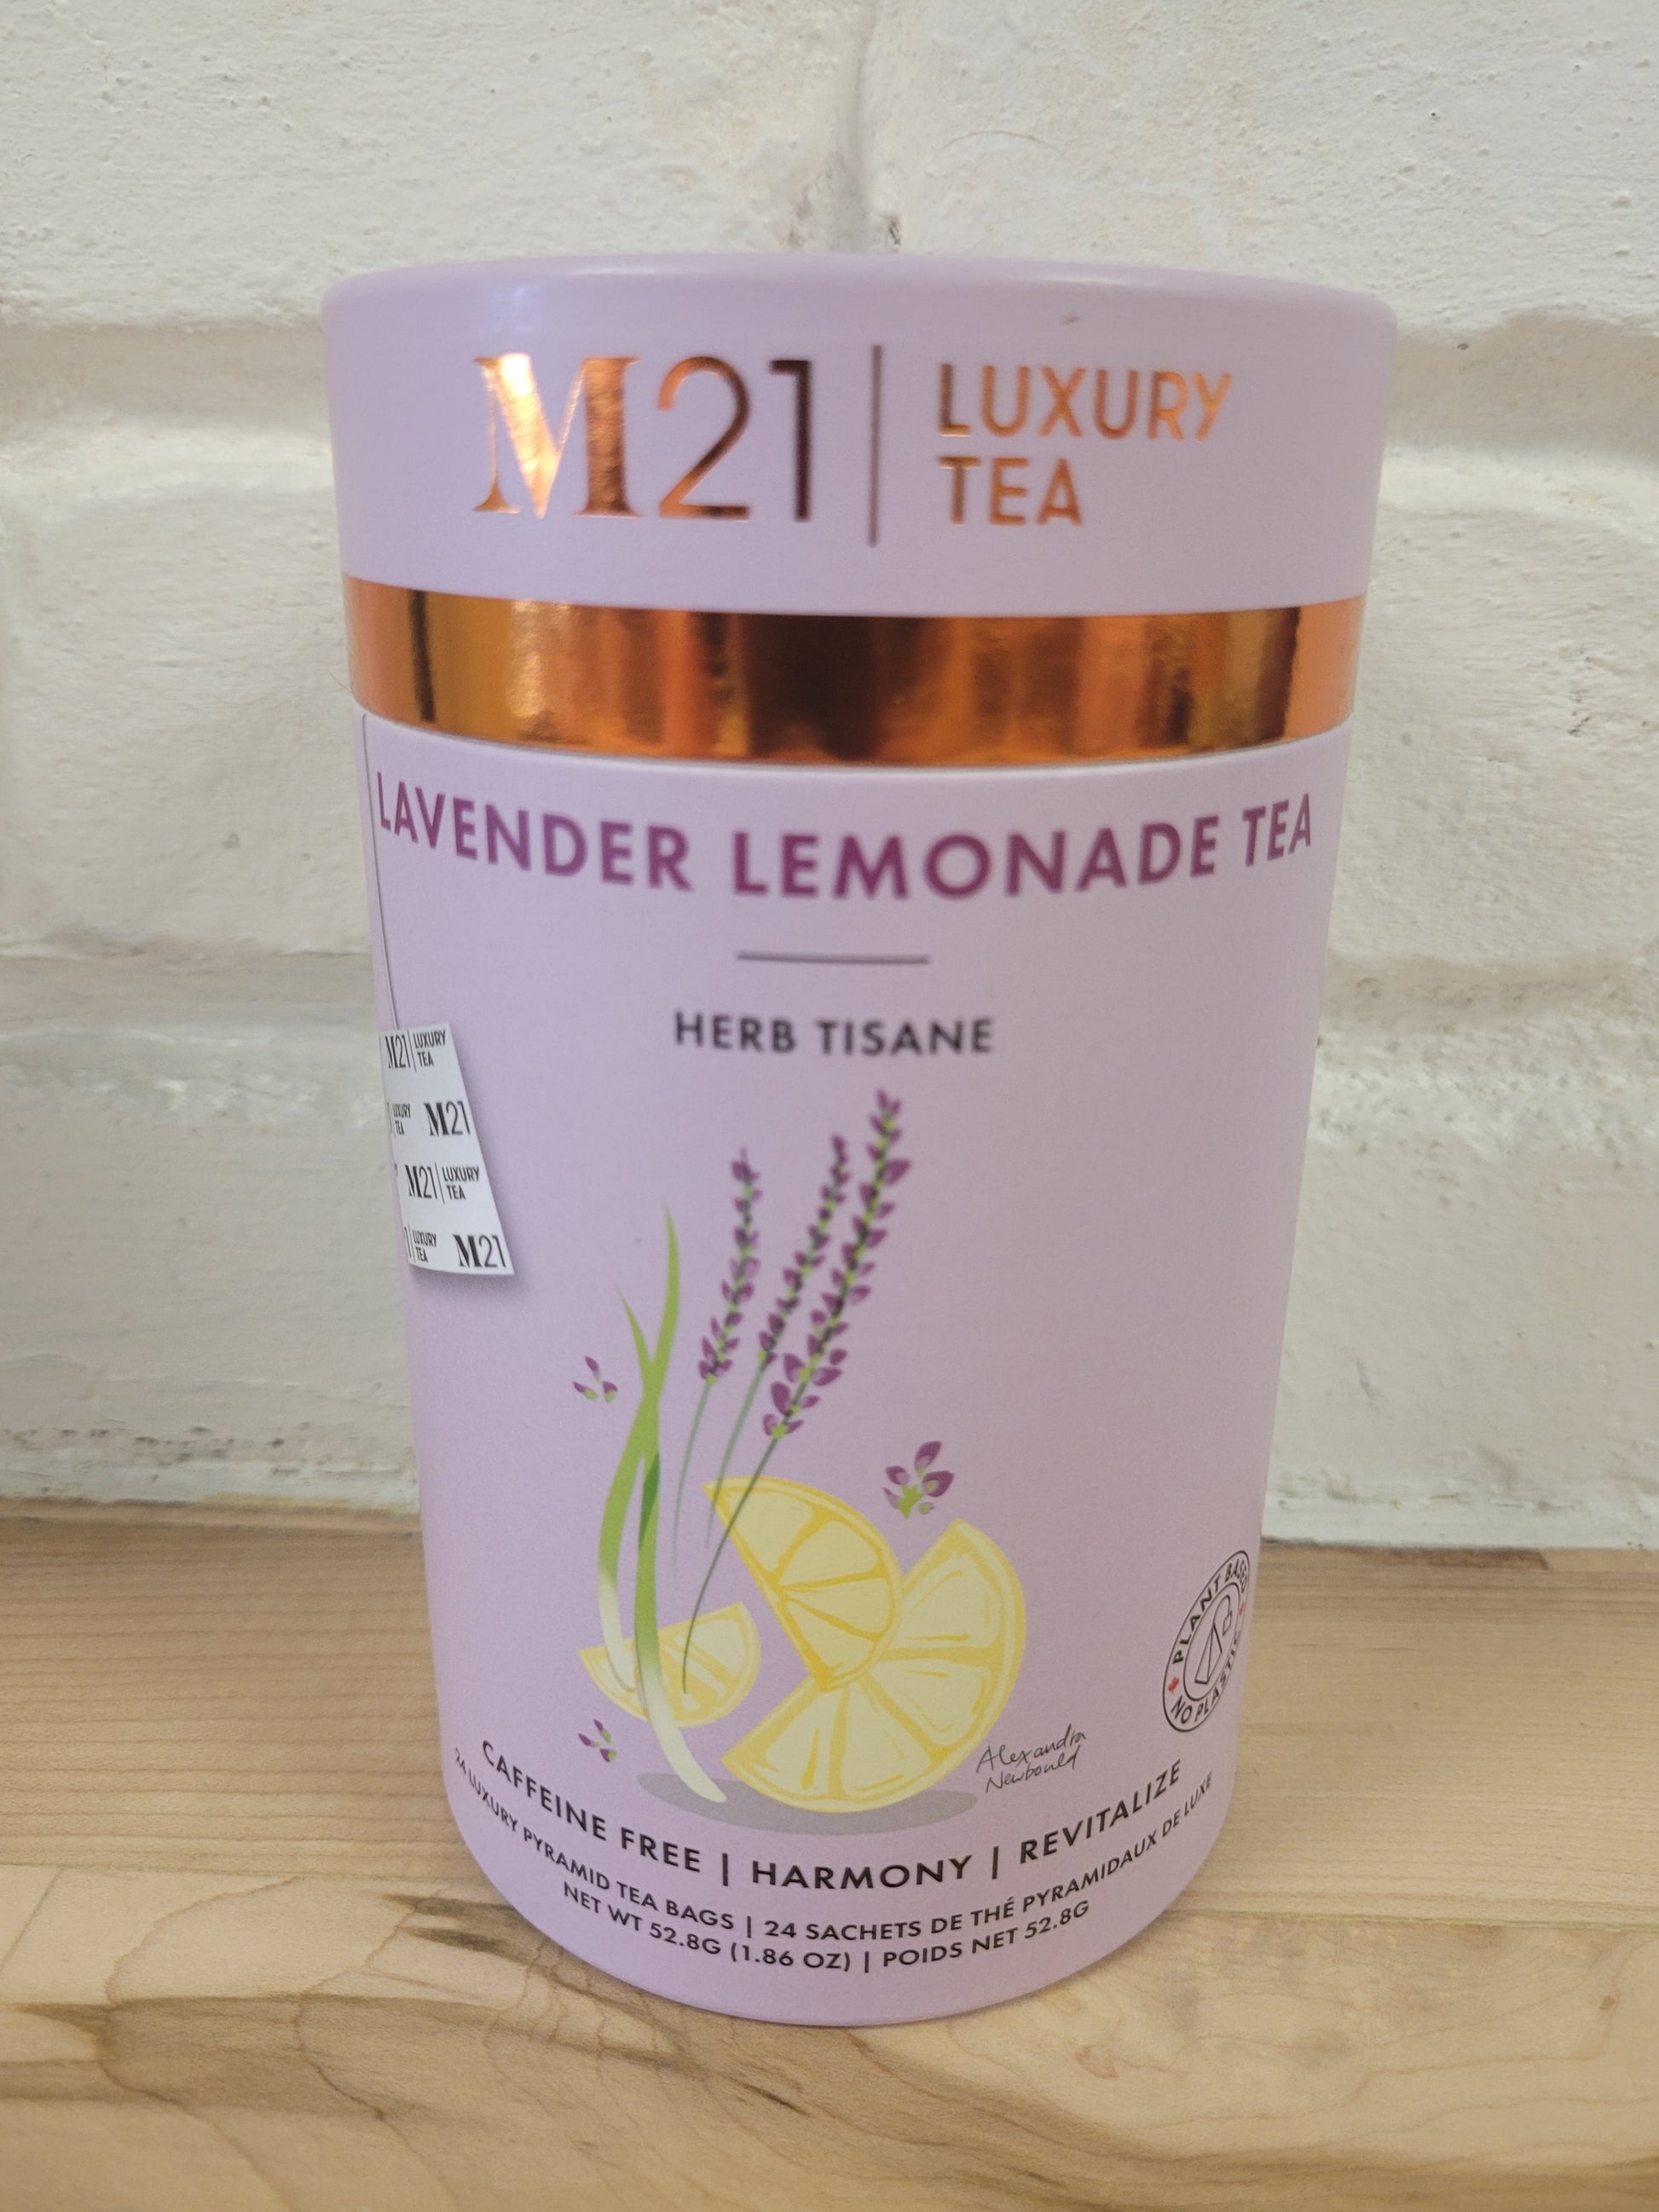 M21 | LUXURY
TEA
LAVENDER LEMONADE TEA
HERB TISANE
M21 | LUXURY
TEA
LUXURY
TEA M21
M21 | LUXURY
TEA
LUXURY
TEA M21
PLANT BASED
NO PLASTIC
Alexandra
Newbould
CAFFEINE FREE | HARMONY | REVITALIZE
24 LUXURY PYRAMID TEA BAGS | 24 SACHETS DE THÉ PYRAMIDAUX DE LUXE
NET WT 52.8G (1.86 OZ) | POIDS NET 52.8G